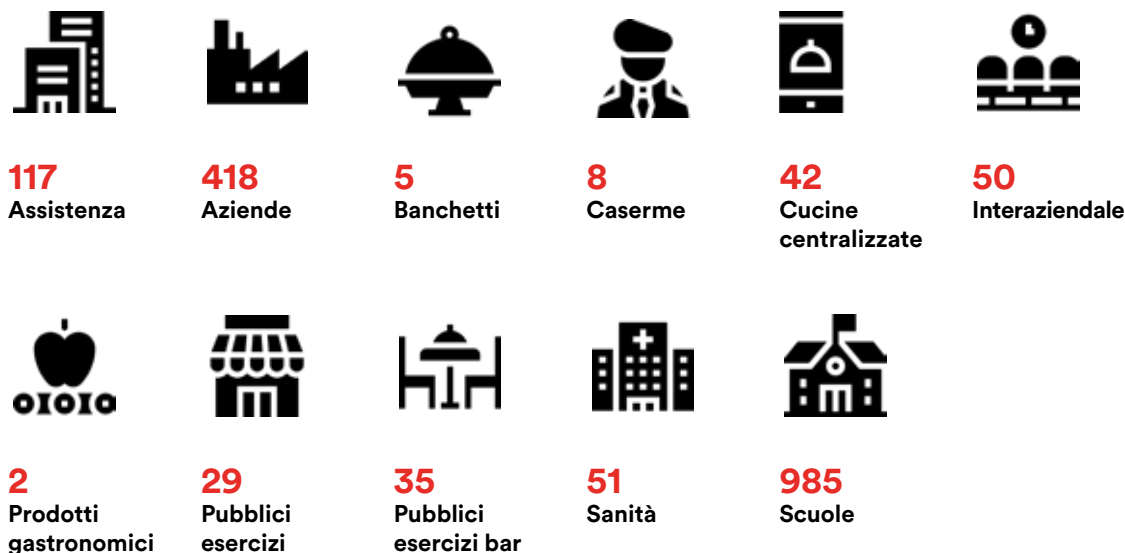 117
Assistenza
418
Aziende
5
Banchetti
8
Caserme
42
Cucine
centralizzate
50
Interaziendale
2
Prodotti
gastronomici
29
Pubblici
esercizi
35
Pubblici
esercizi bar
51
Sanità
985
Scuole